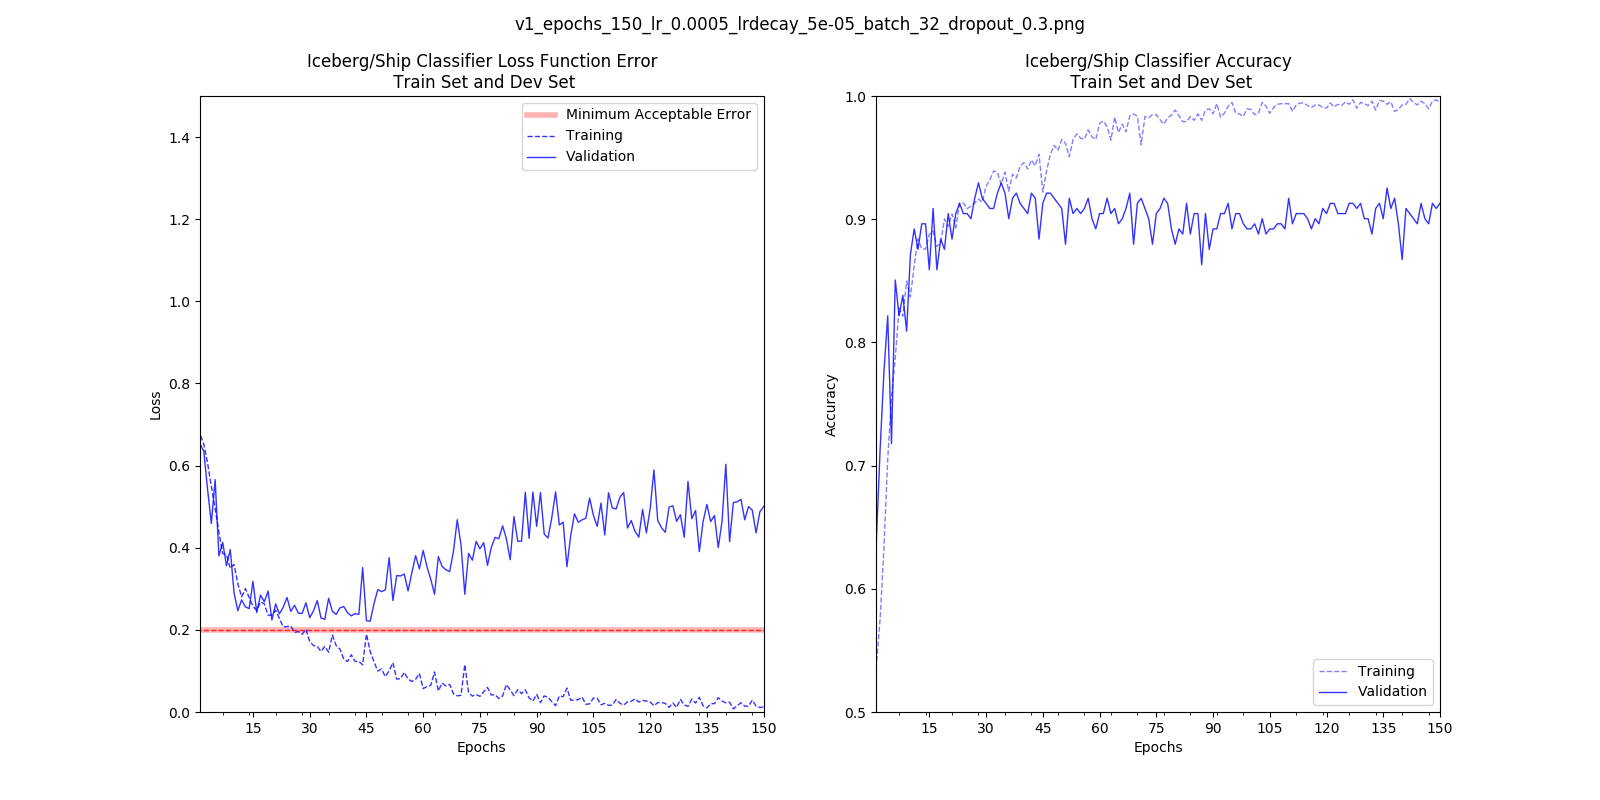 v1_epochs_150_lr_0.0005_lrdecay_5e-05_batch_32_dropout_0.3.png
Iceberg/Ship Classifier Loss Function Error
Train Set and Dev Set
Minimum Acceptable Error
Training
Validation
1.4
1.2
1.0
0.8
0.6
0.4
0.2
0.0
Loss
15 30 45 60 75 90 105 120 135 150
Epochs
Iceberg/Ship Classifier Accuracy
Train Set and Dev Set
1.0
0.9
0.8
0.7
0.6
0.5
Accuracy
Training
Validation
15 30 45 60 75 90 105 120 135 150
Epochs